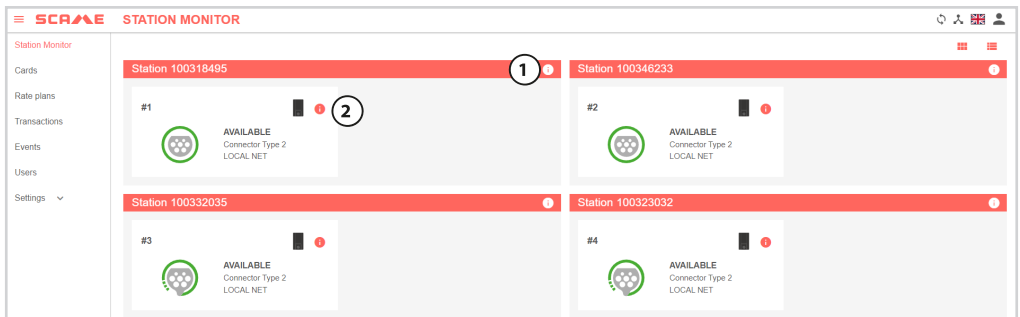 SCAME STATION MONITOR
Station Monitor
Cards
Rate plans
Transactions
Events
Users
Settings
Station 100318495
1
#1
2
AVAILABLE
Connector Type 2
LOCAL NET
Station 100346233
#2
AVAILABLE
Connector Type 2
LOCAL NET
Station 100332035
#3
AVAILABLE
Connector Type 2
LOCAL NET
Station 100323032
#4
AVAILABLE
Connector Type 2
LOCAL NET